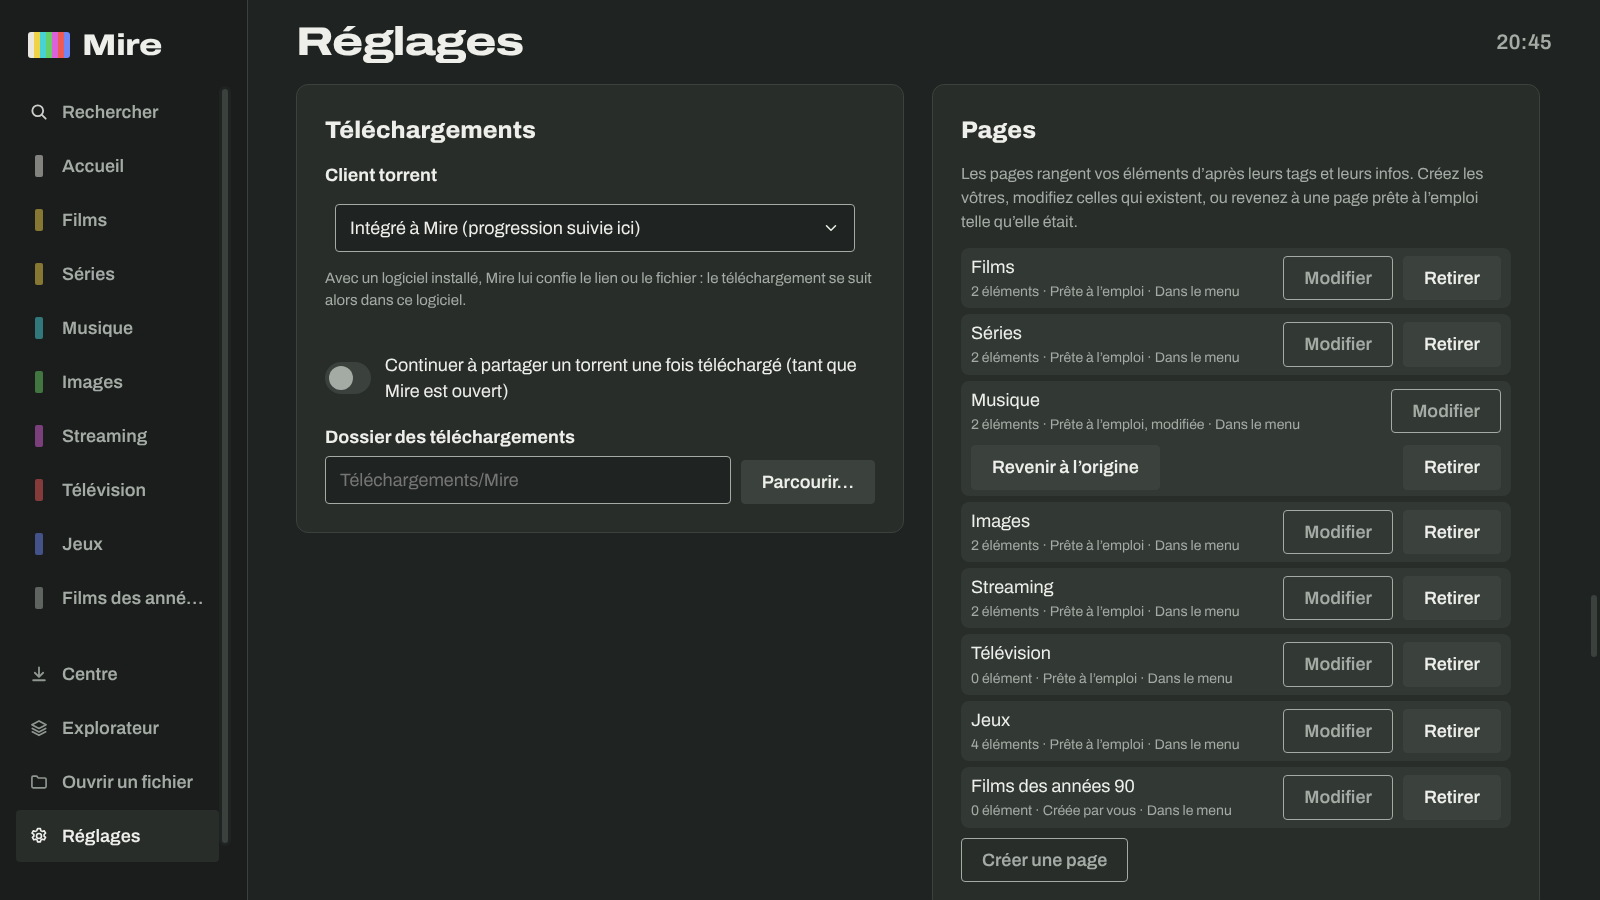 Mire
Rechercher
Accueil
Films
Séries
Musique
Images
Streaming
Télévision
Jeux
Films des anné…
Centre
Explorateur
Ouvrir un fichier
Réglages
Réglages
20:45
Téléchargements
Client torrent
Intégré à Mire (progression suivie ici)
Avec un logiciel installé, Mire lui confie le lien ou le fichier : le téléchargement se suit
alors dans ce logiciel.
Continuer à partager un torrent une fois téléchargé (tant que
Mire est ouvert)
Dossier des téléchargements
Téléchargements/Mire
Parcourir…
Pages
Les pages rangent vos éléments d’après leurs tags et leurs infos. Créez les
vôtres, modifiez celles qui existent, ou revenez à une page prête à l’emploi
telle qu’elle était.
Films
2 éléments · Prête à l’emploi · Dans le menu
Modifier
Retirer
Séries
2 éléments · Prête à l’emploi · Dans le menu
Modifier
Retirer
Musique
2 éléments · Prête à l’emploi, modifiée · Dans le menu
Modifier
Revenir à l’origine
Retirer
Images
2 éléments · Prête à l’emploi · Dans le menu
Modifier
Retirer
Streaming
2 éléments · Prête à l’emploi · Dans le menu
Modifier
Retirer
Télévision
0 élément · Prête à l’emploi · Dans le menu
Modifier
Retirer
Jeux
4 éléments · Prête à l’emploi · Dans le menu
Modifier
Retirer
Films des années 90
0 élément · Créée par vous · Dans le menu
Modifier
Retirer
Créer une page